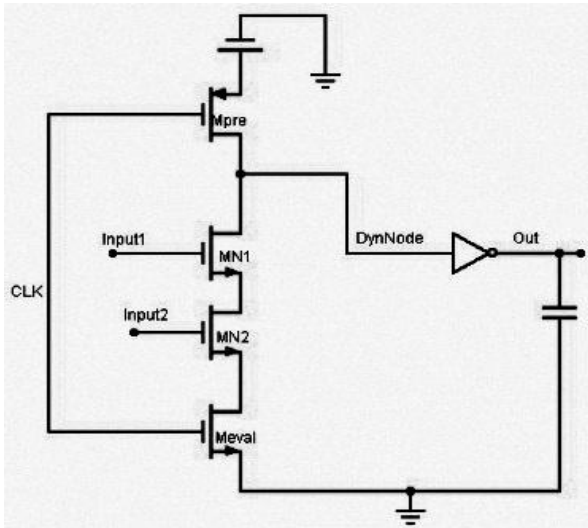 Mpre
Input1
MN1
DynNode
Out
CLK
Input2
MN2
Meval